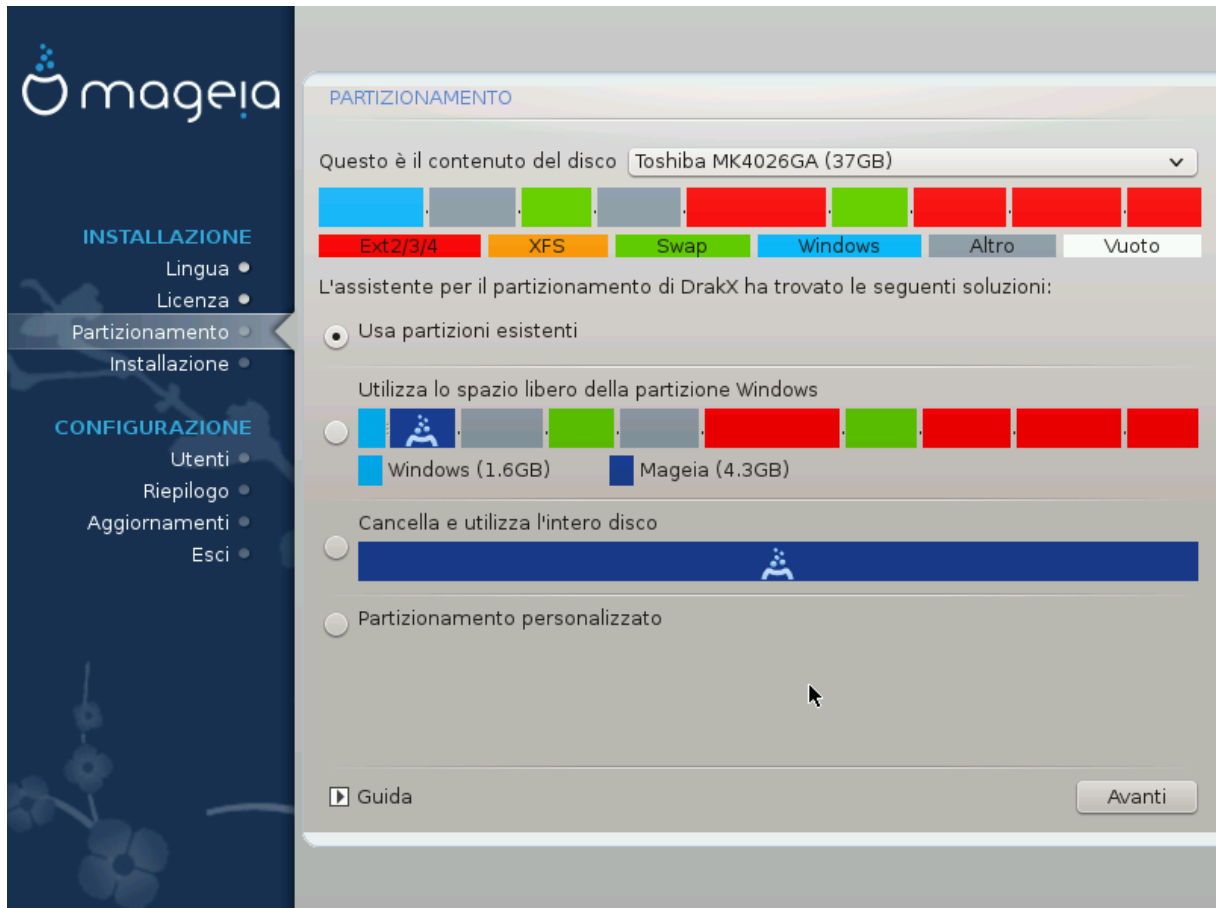 mageia
INSTALLAZIONE
Lingua
Licenza
Partizionamento
Installazione
CONFIGURAZIONE
Utenti
Riepilogo
Aggiornamenti
Esci
PARTIZIONAMENTO
Questo è il contenuto del disco Toshiba MK4026GA (37GB)
Ext2/3/4 XFS Swap Windows Altro Vuoto
L'assistente per il partizionamento di DrakX ha trovato le seguenti soluzioni:
Usa partizioni esistenti
Utilizza lo spazio libero della partizione Windows
Windows (1.6GB) Mageia (4.3GB)
Cancella e utilizza l'intero disco
Partizionamento personalizzato
Guida Avanti